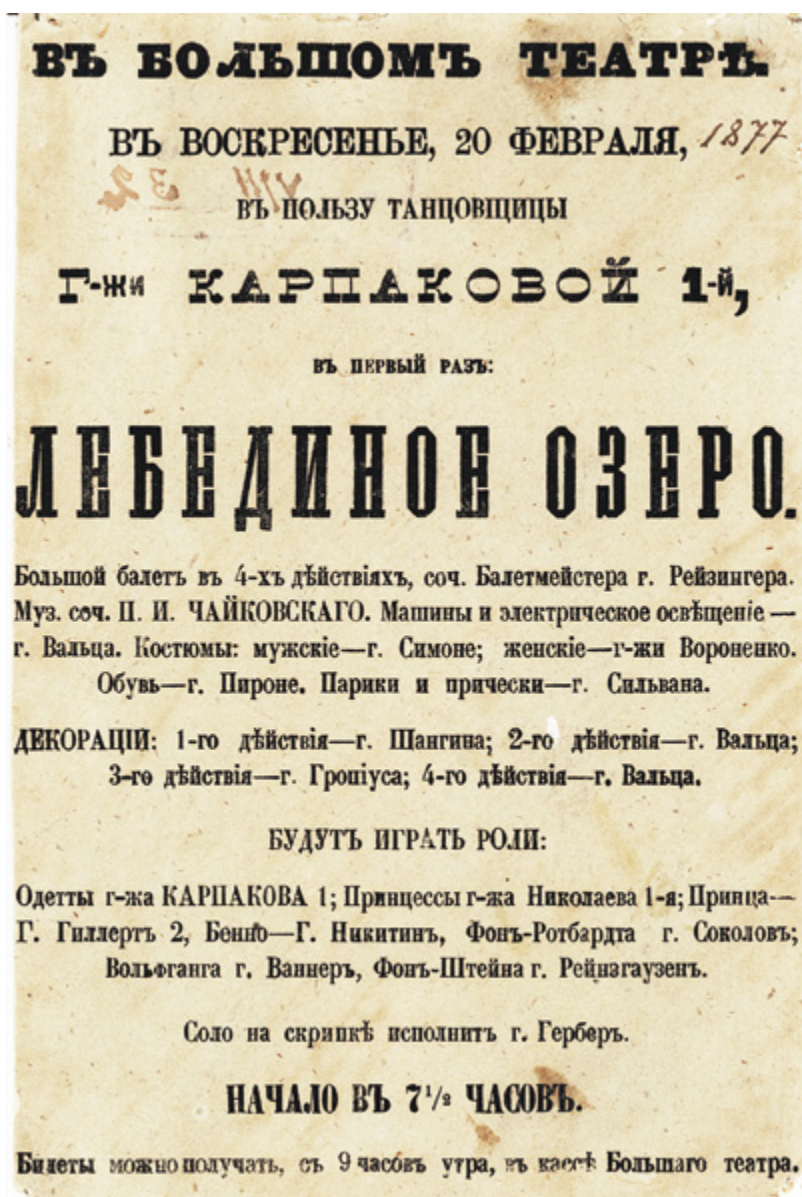 ВЪ БОЛЬШОМЪ ТЕАТРѢ.
ВЪ ВОСКРЕСЕНЬЕ, 20 ФЕВРАЛЯ, 1877
ВЪ ПОЛЬЗУ ТАНЦОВЩИЦЫ
Г-жи КАРПАКОВОЙ 1-й,
ВЪ ПЕРВЫЙ РАЗЪ:
ЛЕБЕДИНОЕ ОЗЕРО.
Большой балетъ въ 4-хъ дѣйствіяхъ, соч. Балетмейстера г. Рейзингера.
Муз. соч. П. И. ЧАЙКОВСКАГО. Машины и электрическое освѣщеніе —
г. Вальца. Костюмы: мужскіе—г. Симоне; женскіе—г-жи Вороненко.
Обувь—г. Пироне. Парики и прически—г. Сильвана.
ДЕКОРАЦІИ: 1-го дѣйствія—г. Шангина; 2-го дѣйствія—г. Вальца;
3-го дѣйствія—г. Гропіуса; 4-го дѣйствія—г. Вальца.
БУДУТЪ ИГРАТЬ РОЛИ:
Одетты г-жа КАРПАКОВА 1; Принцессы г-жа Николаева 1-я; Принца—
Г. Гиллертъ 2, Бенно—Г. Никитин, Фонъ-Ротбардта г. Соколовъ;
Вольфганга г. Ваннеръ, Фонъ-Штейна г. Рейнзгаузенъ.
Соло на скрипкѣ исполнитъ г. Герберъ.
НАЧАЛО ВЪ 7 1/2 ЧАСОВЪ.
Билеты можно получать, съ 9 часовъ утра, въ кассѣ Большаго театра.